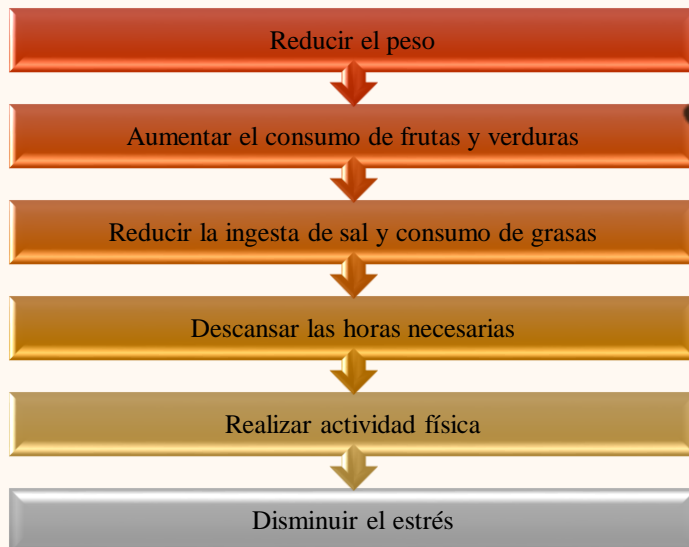 Reducir el peso
Aumentar el consumo de frutas y verduras
Reducir la ingesta de sal y consumo de grasas
Descansar las horas necesarias
Realizar actividad física
Disminuir el estrés